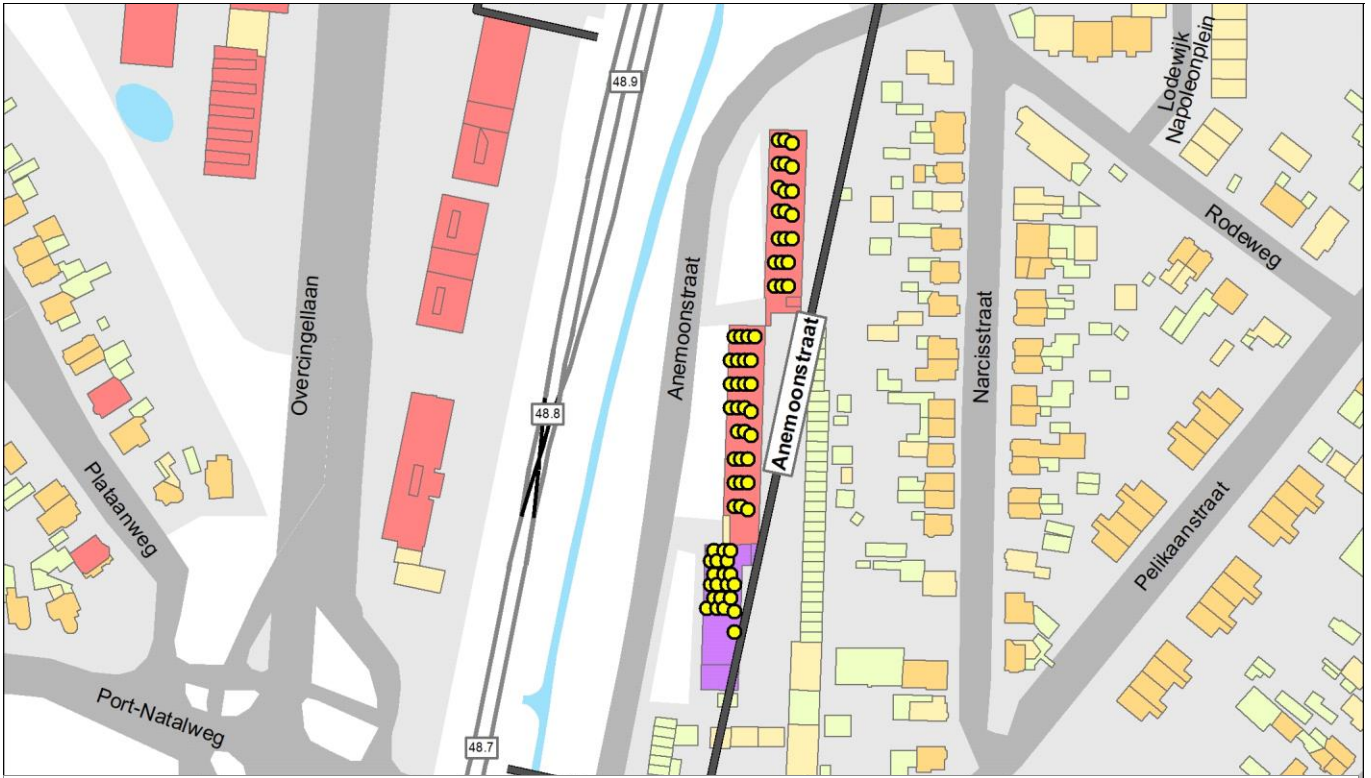 48.9
Lodewijk
Napoleonplein
Rodeweg
Anemoonstraat
Overcingellaan
Anemoonstraat
Narcisstraat
48.8
Plataanweg
Pelikaanstraat
Port-Natalweg
48.7